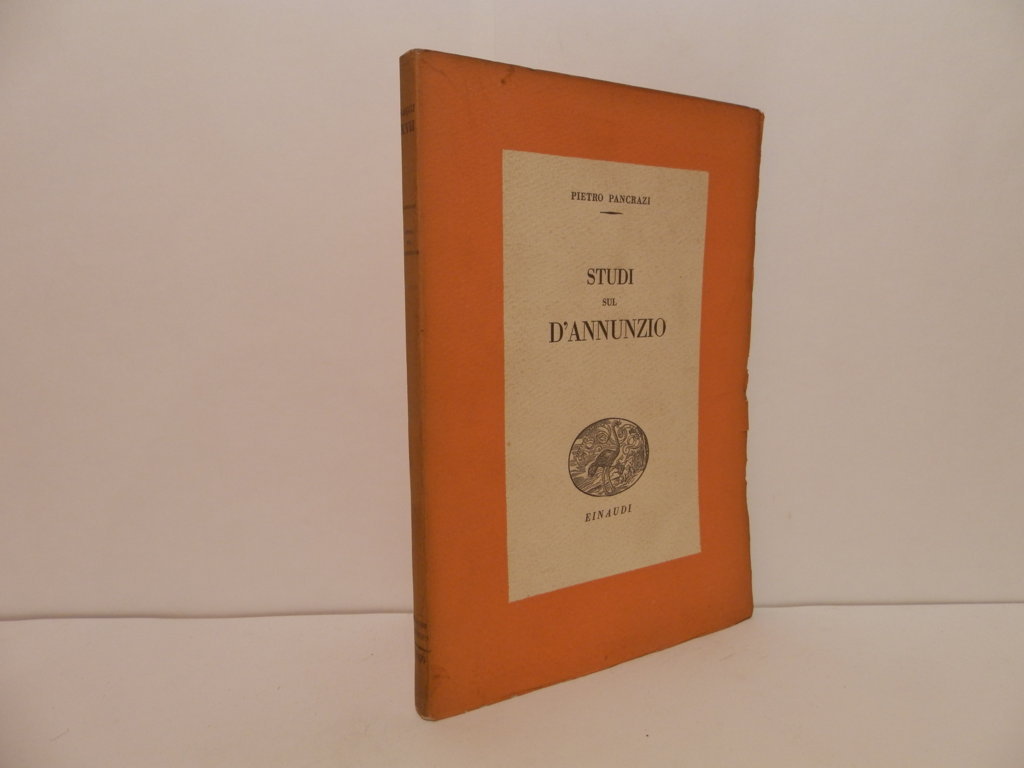 PIETRO PANCRAZI
STUDI
SUL
D'ANNUNZIO
EINAUDI